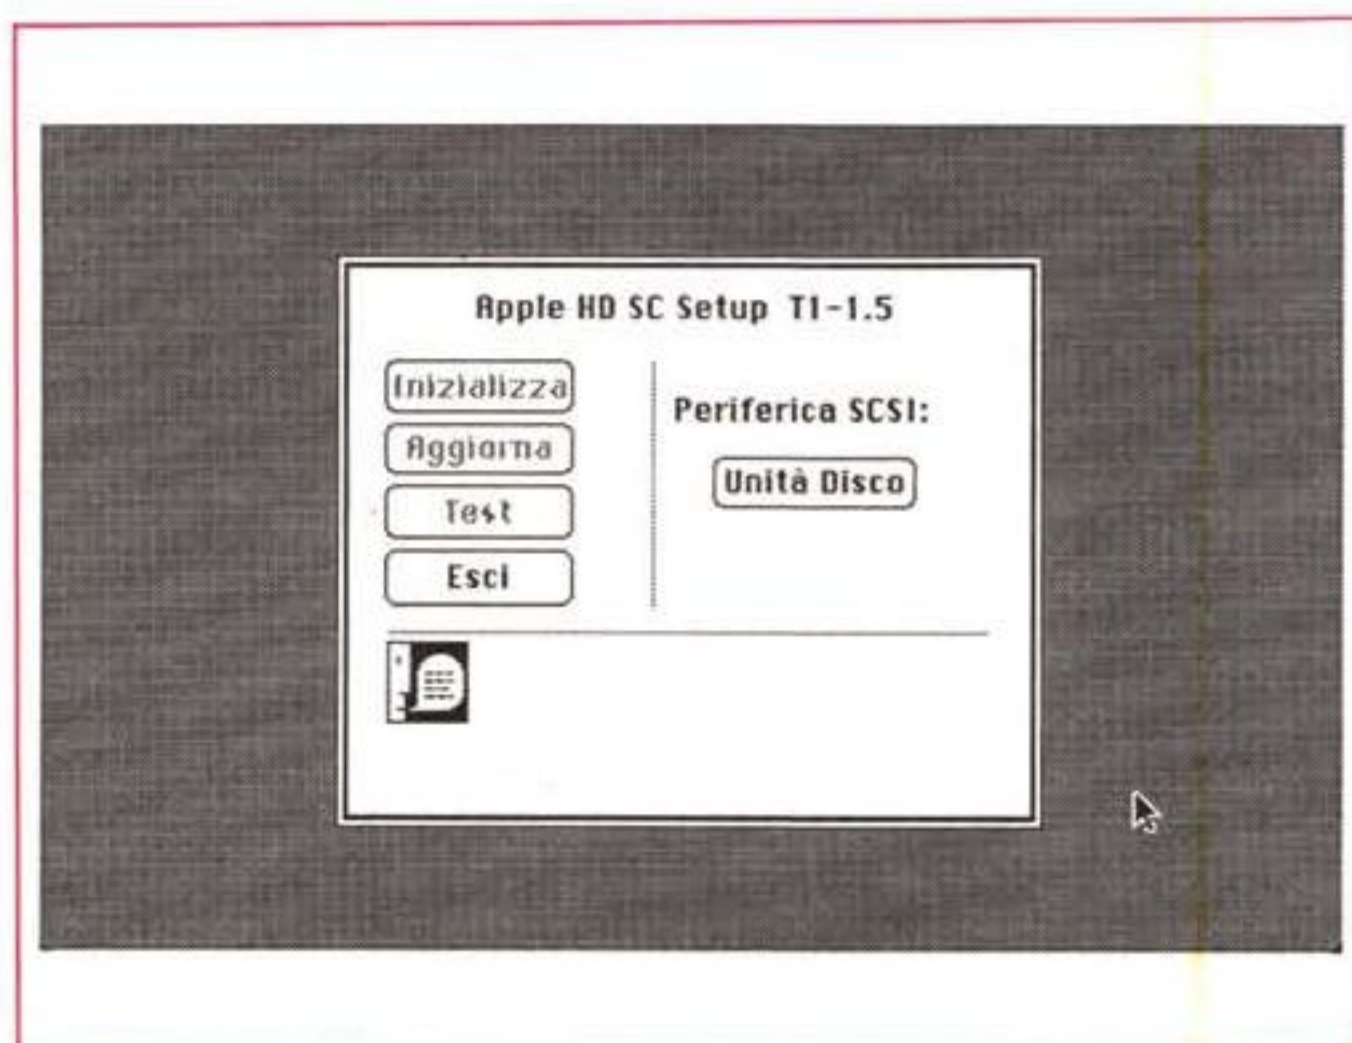 Apple HD SC Setup T1-1.5
Inizializza
Aggiorna
Test
Esci
Periferica SCSI:
Unità Disco